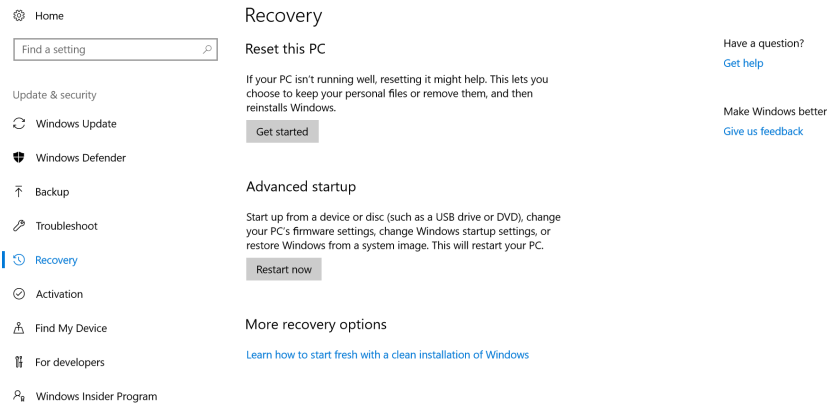 Home
Find a setting
Update & security
Windows Update
Windows Defender
Backup
Troubleshoot
Recovery
Activation
Find My Device
For developers
Windows Insider Program
Recovery
Reset this PC
If your PC isn't running well, resetting it might help. This lets you
choose to keep your personal files or remove them, and then
reinstalls Windows.
Get started
Advanced startup
Start up from a device or disc (such as a USB drive or DVD), change
your PC's firmware settings, change Windows startup settings, or
restore Windows from a system image. This will restart your PC.
Restart now
More recovery options
Learn how to start fresh with a clean installation of Windows
Have a question?
Get help
Make Windows better
Give us feedback